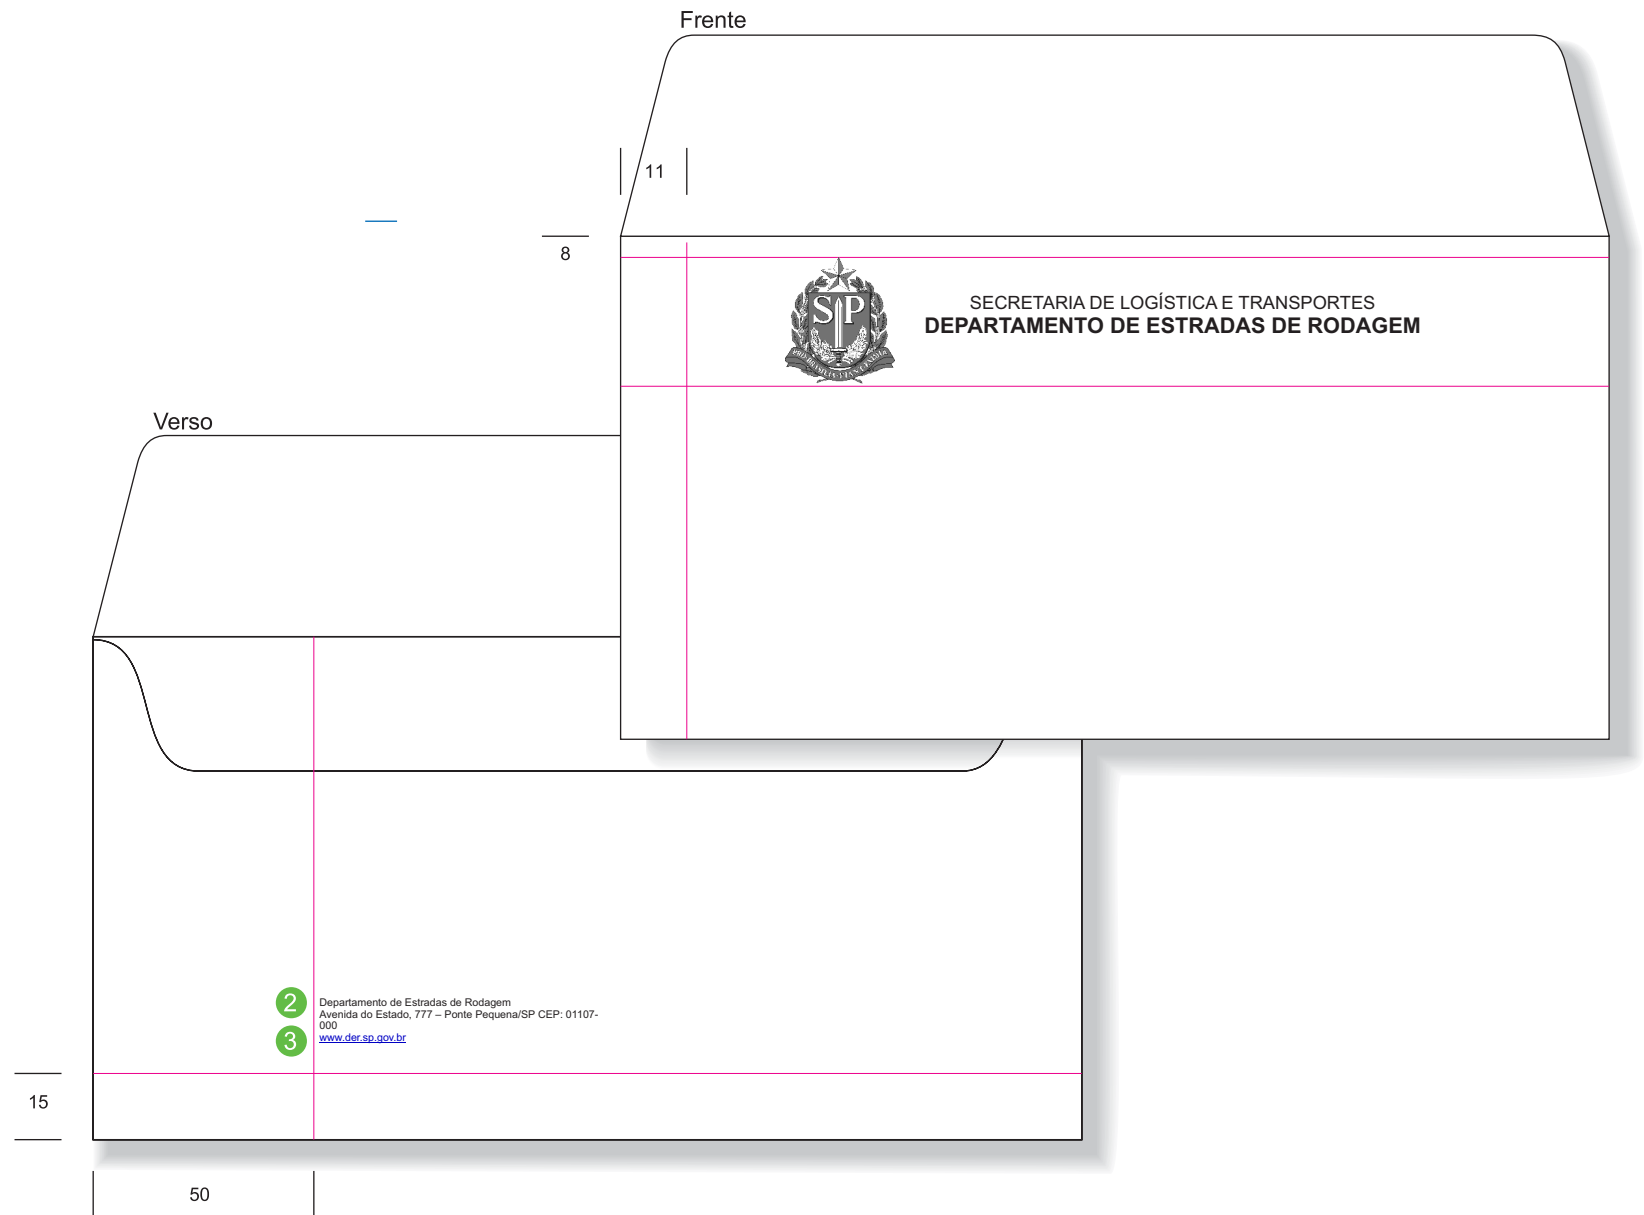 Frente
11
8
SP
SECRETARIA DE LOGÍSTICA E TRANSPORTES
DEPARTAMENTO DE ESTRADAS DE RODAGEM
Verso
2
Departamento de Estradas de Rodagem
Avenida do Estado, 777 – Ponte Pequena/SP CEP: 01107-
000
3
www.der.sp.gov.br
15
50